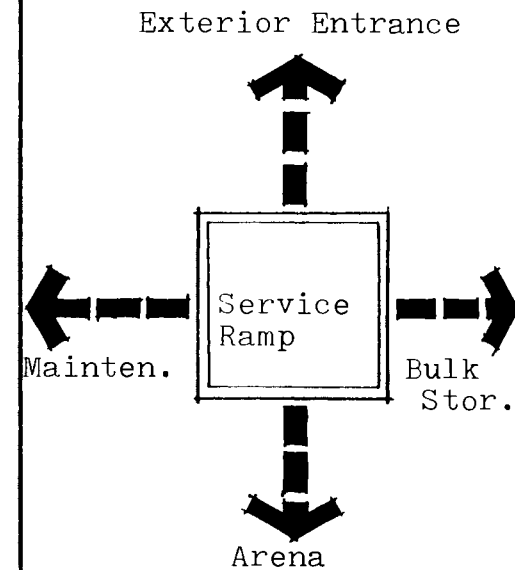 Exterior Entrance
Service
Ramp
Mainten.
Bulk
Stor.
Arena